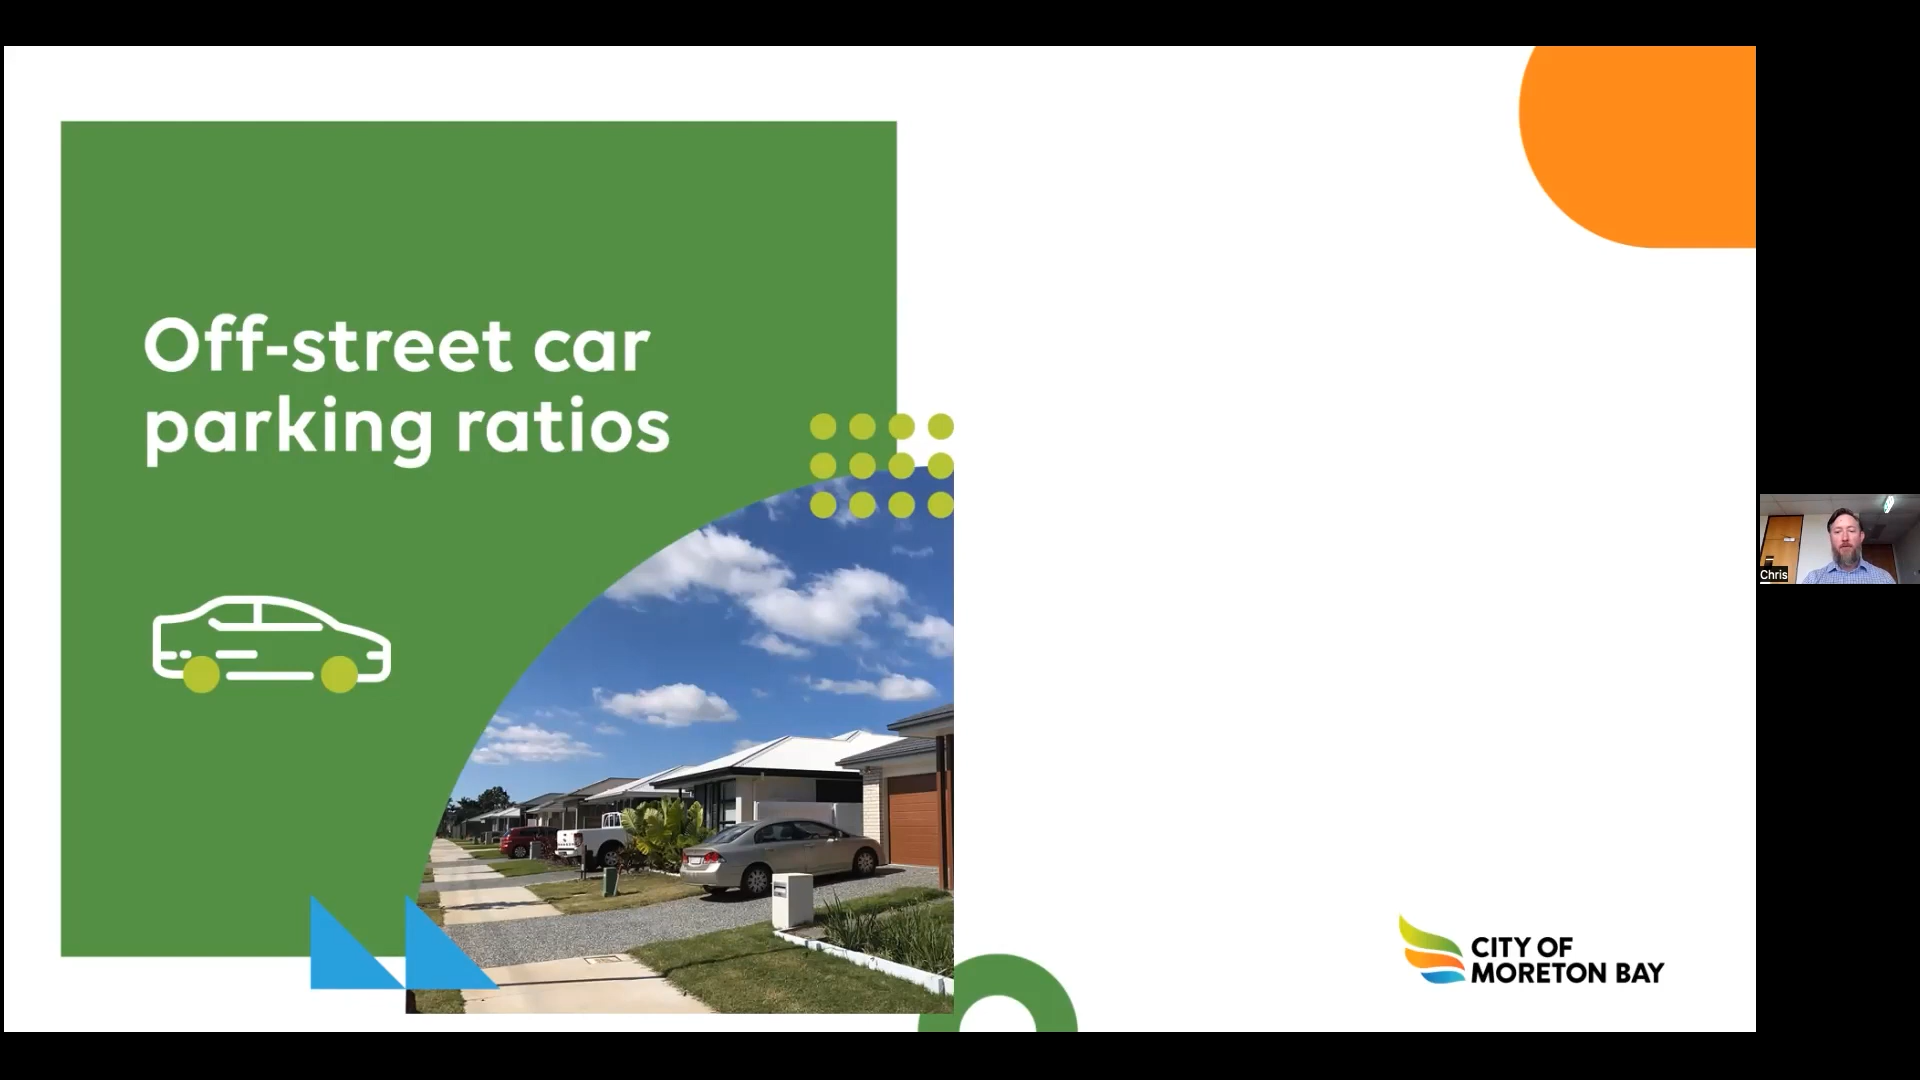 Off-street car
parking ratios
CITY OF
MORETON BAY
Chris